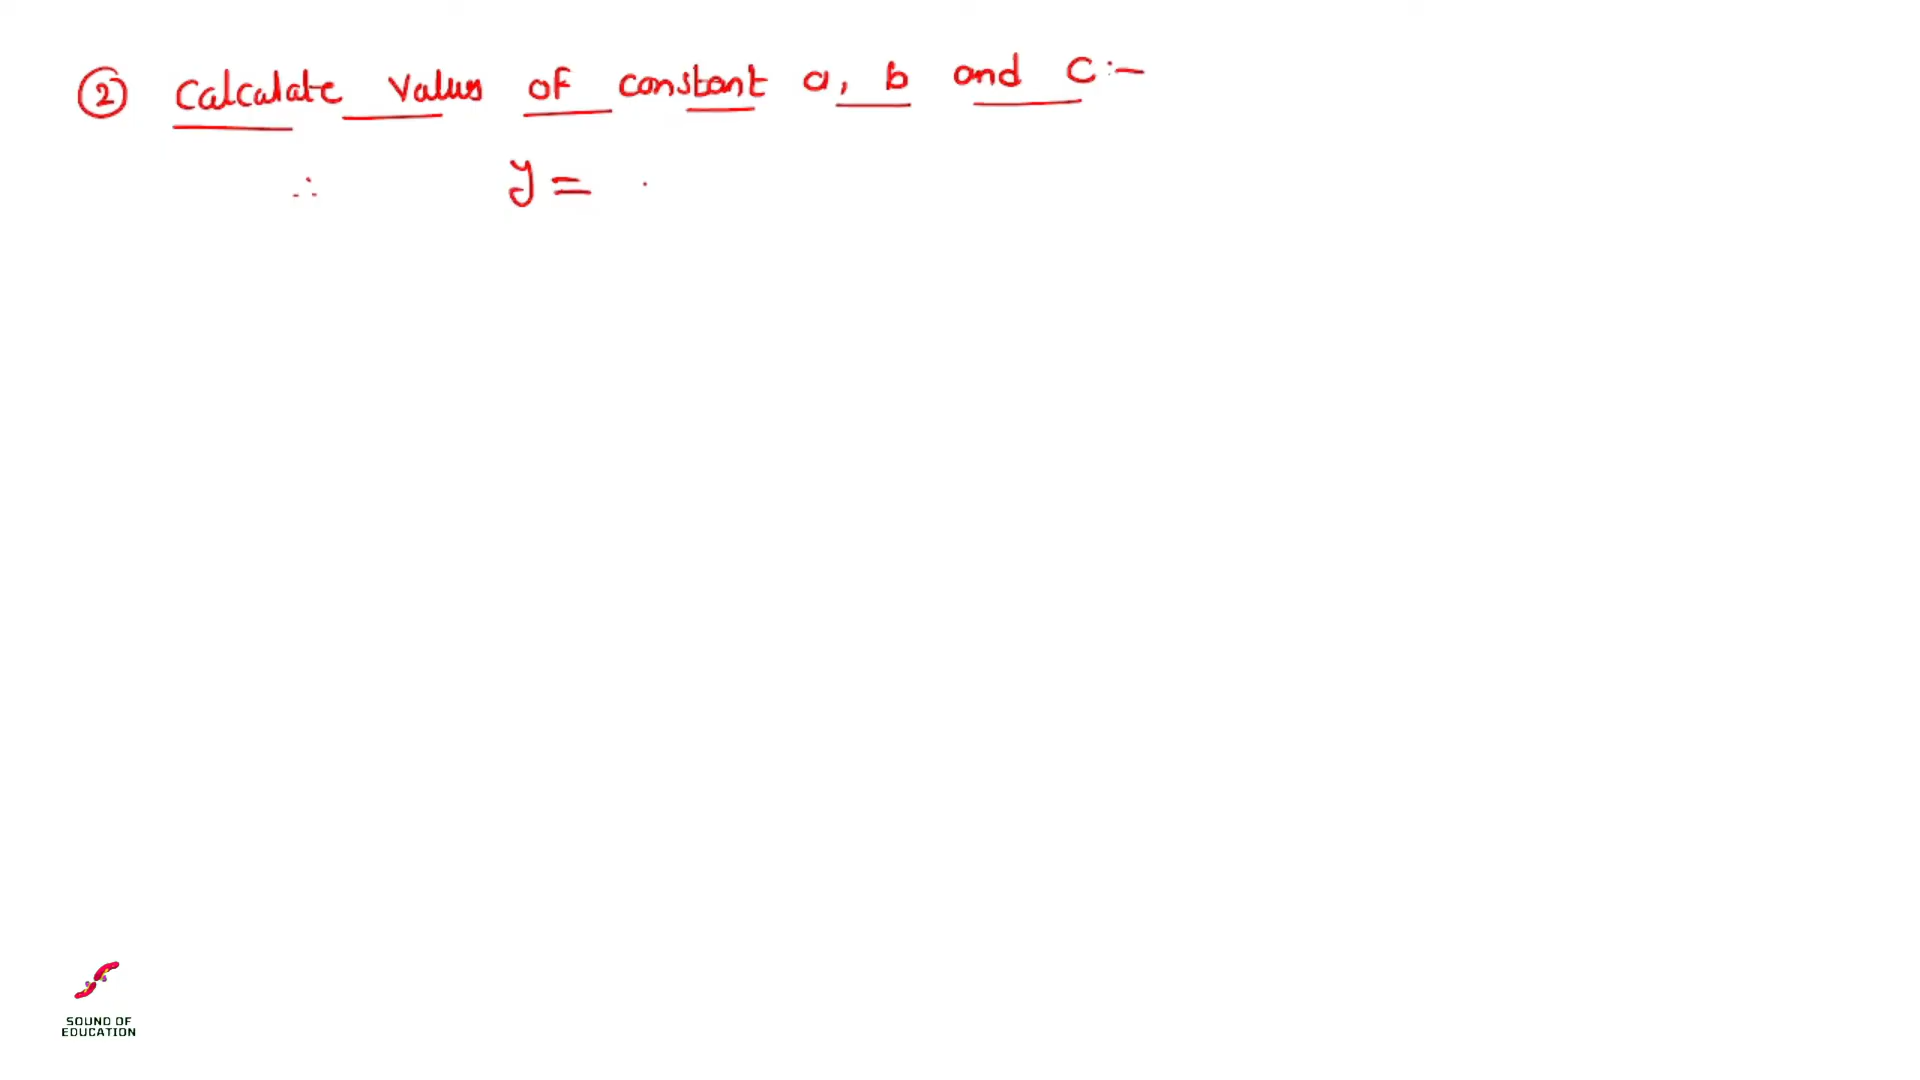 ② Calculate Values of constant a, b and c:-
∴ y =
SOUND OF
EDUCATION